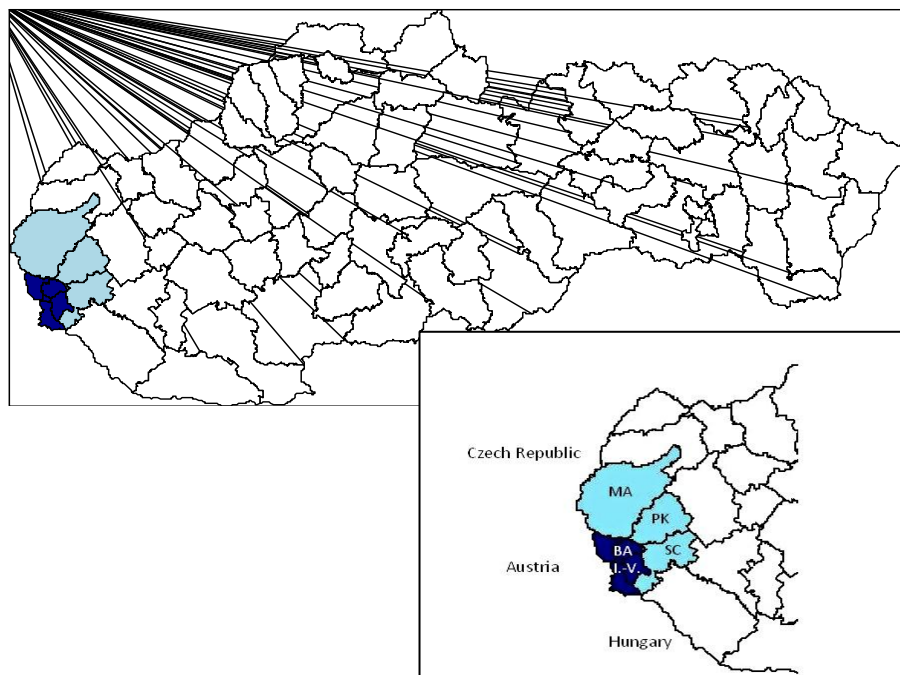 Czech Republic
MA
PK
BA
SC
I.-V.
Austria
Hungary